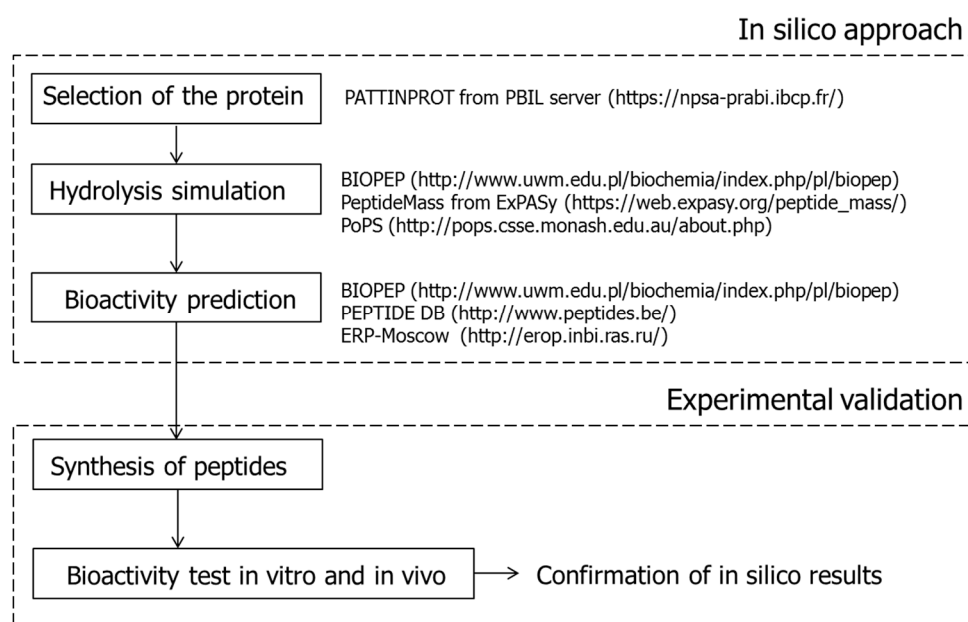 In silico approach
Selection of the protein
PATTINPROT from PBIL server (https://npsa-prabi.ibcp.fr/)
Hydrolysis simulation
BIOPEP (http://www.uwm.edu.pl/biochemia/index.php/pl/biopep)
PeptideMass from ExPASy (https://web.expasy.org/peptide_mass/)
PoPS (http://pops.csse.monash.edu.au/about.php)
Bioactivity prediction
BIOPEP (http://www.uwm.edu.pl/biochemia/index.php/pl/biopep)
PEPTIDE DB (http://www.peptides.be/)
ERP-Moscow (http://erop.inbi.ras.ru/)
Experimental validation
Synthesis of peptides
Bioactivity test in vitro and in vivo
Confirmation of in silico results